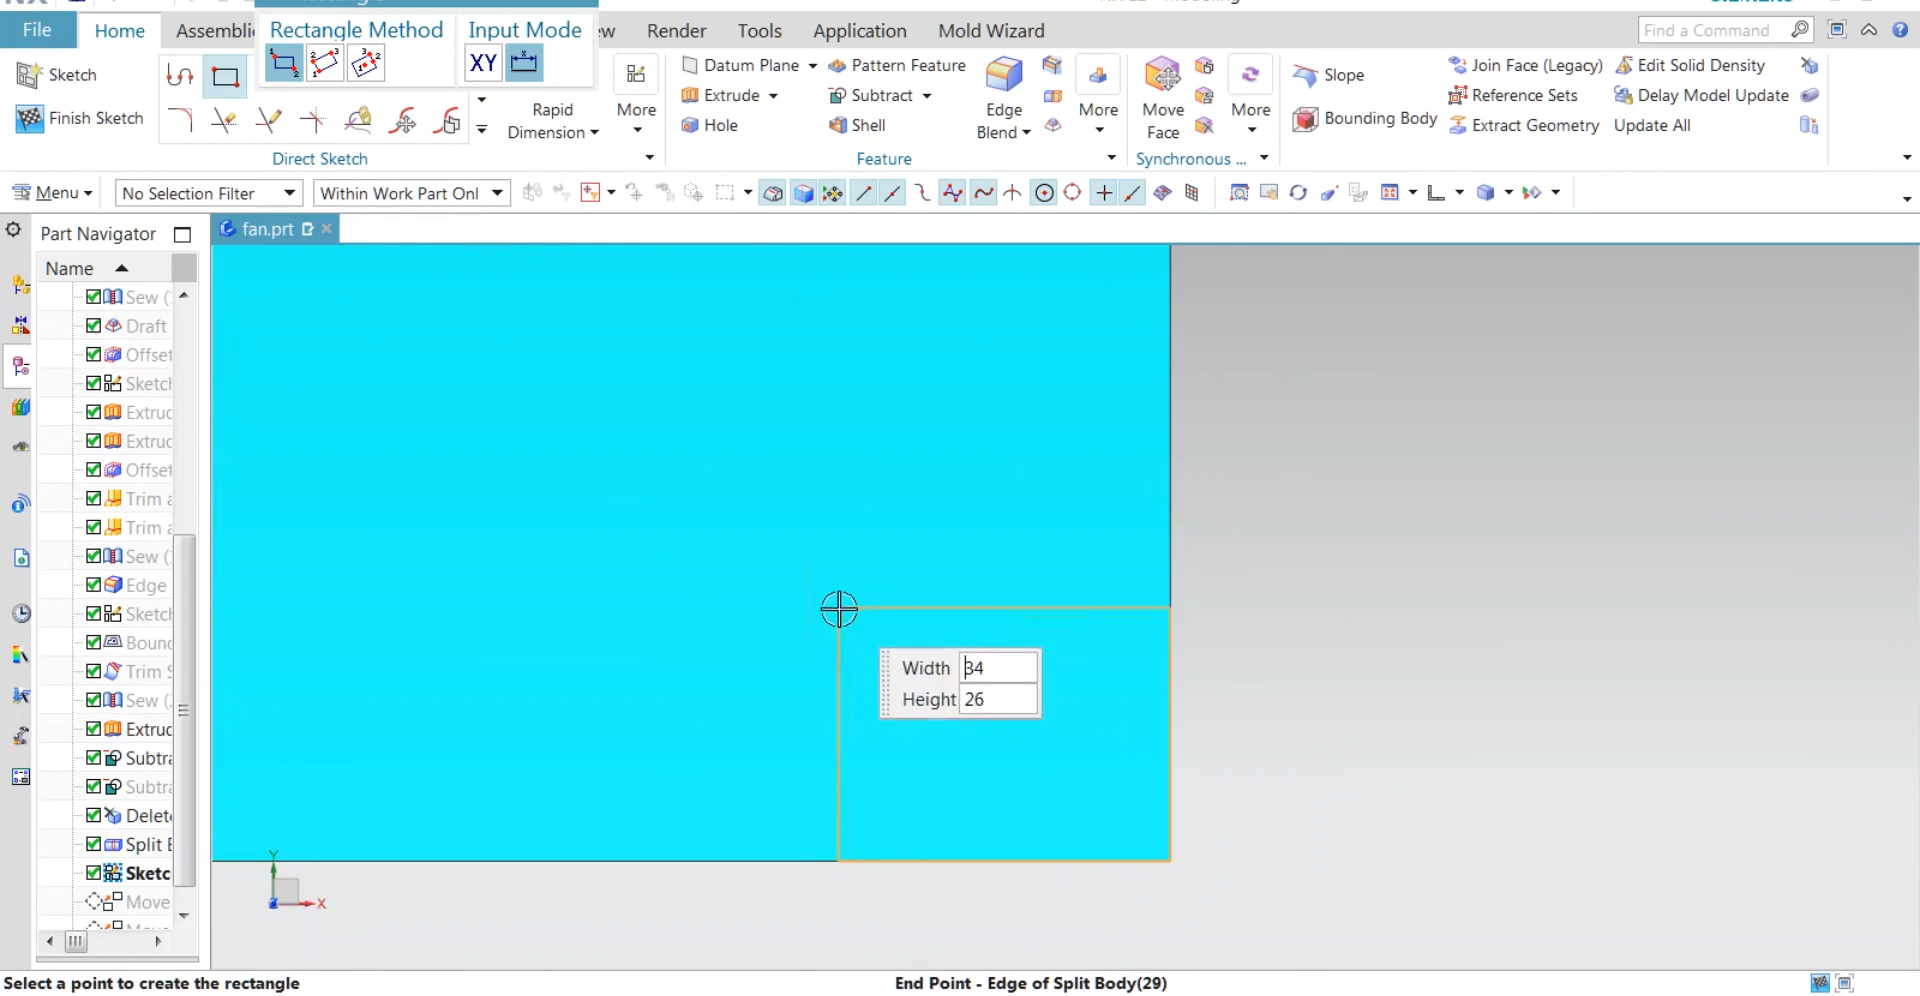 File
Home
Assembli
Rectangle Method
Input Mode
ew
Render
Tools
Application
Mold Wizard
Find a Command
XY
Sketch
Finish Sketch
Rapid
Dimension
More
Direct Sketch
Datum Plane
Extrude
Hole
Pattern Feature
Subtract
Shell
Edge
Blend
More
Feature
Move
Face
More
Synchronous ...
Slope
Bounding Body
Join Face (Legacy)
Reference Sets
Extract Geometry
Edit Solid Density
Delay Model Update
Update All
Menu
No Selection Filter
Within Work Part Onl
Part Navigator
fan.prt
Name
Sew (
Draft
Offset
Sketch
Extruc
Extruc
Offset
Trim a
Trim a
Sew (
Edge
Sketch
Boun
Trim S
Sew (
Extruc
Subtra
Subtra
Delete
Split B
Sketc
Move
Width 34
Height 26
Y
X
Select a point to create the rectangle
End Point - Edge of Split Body(29)